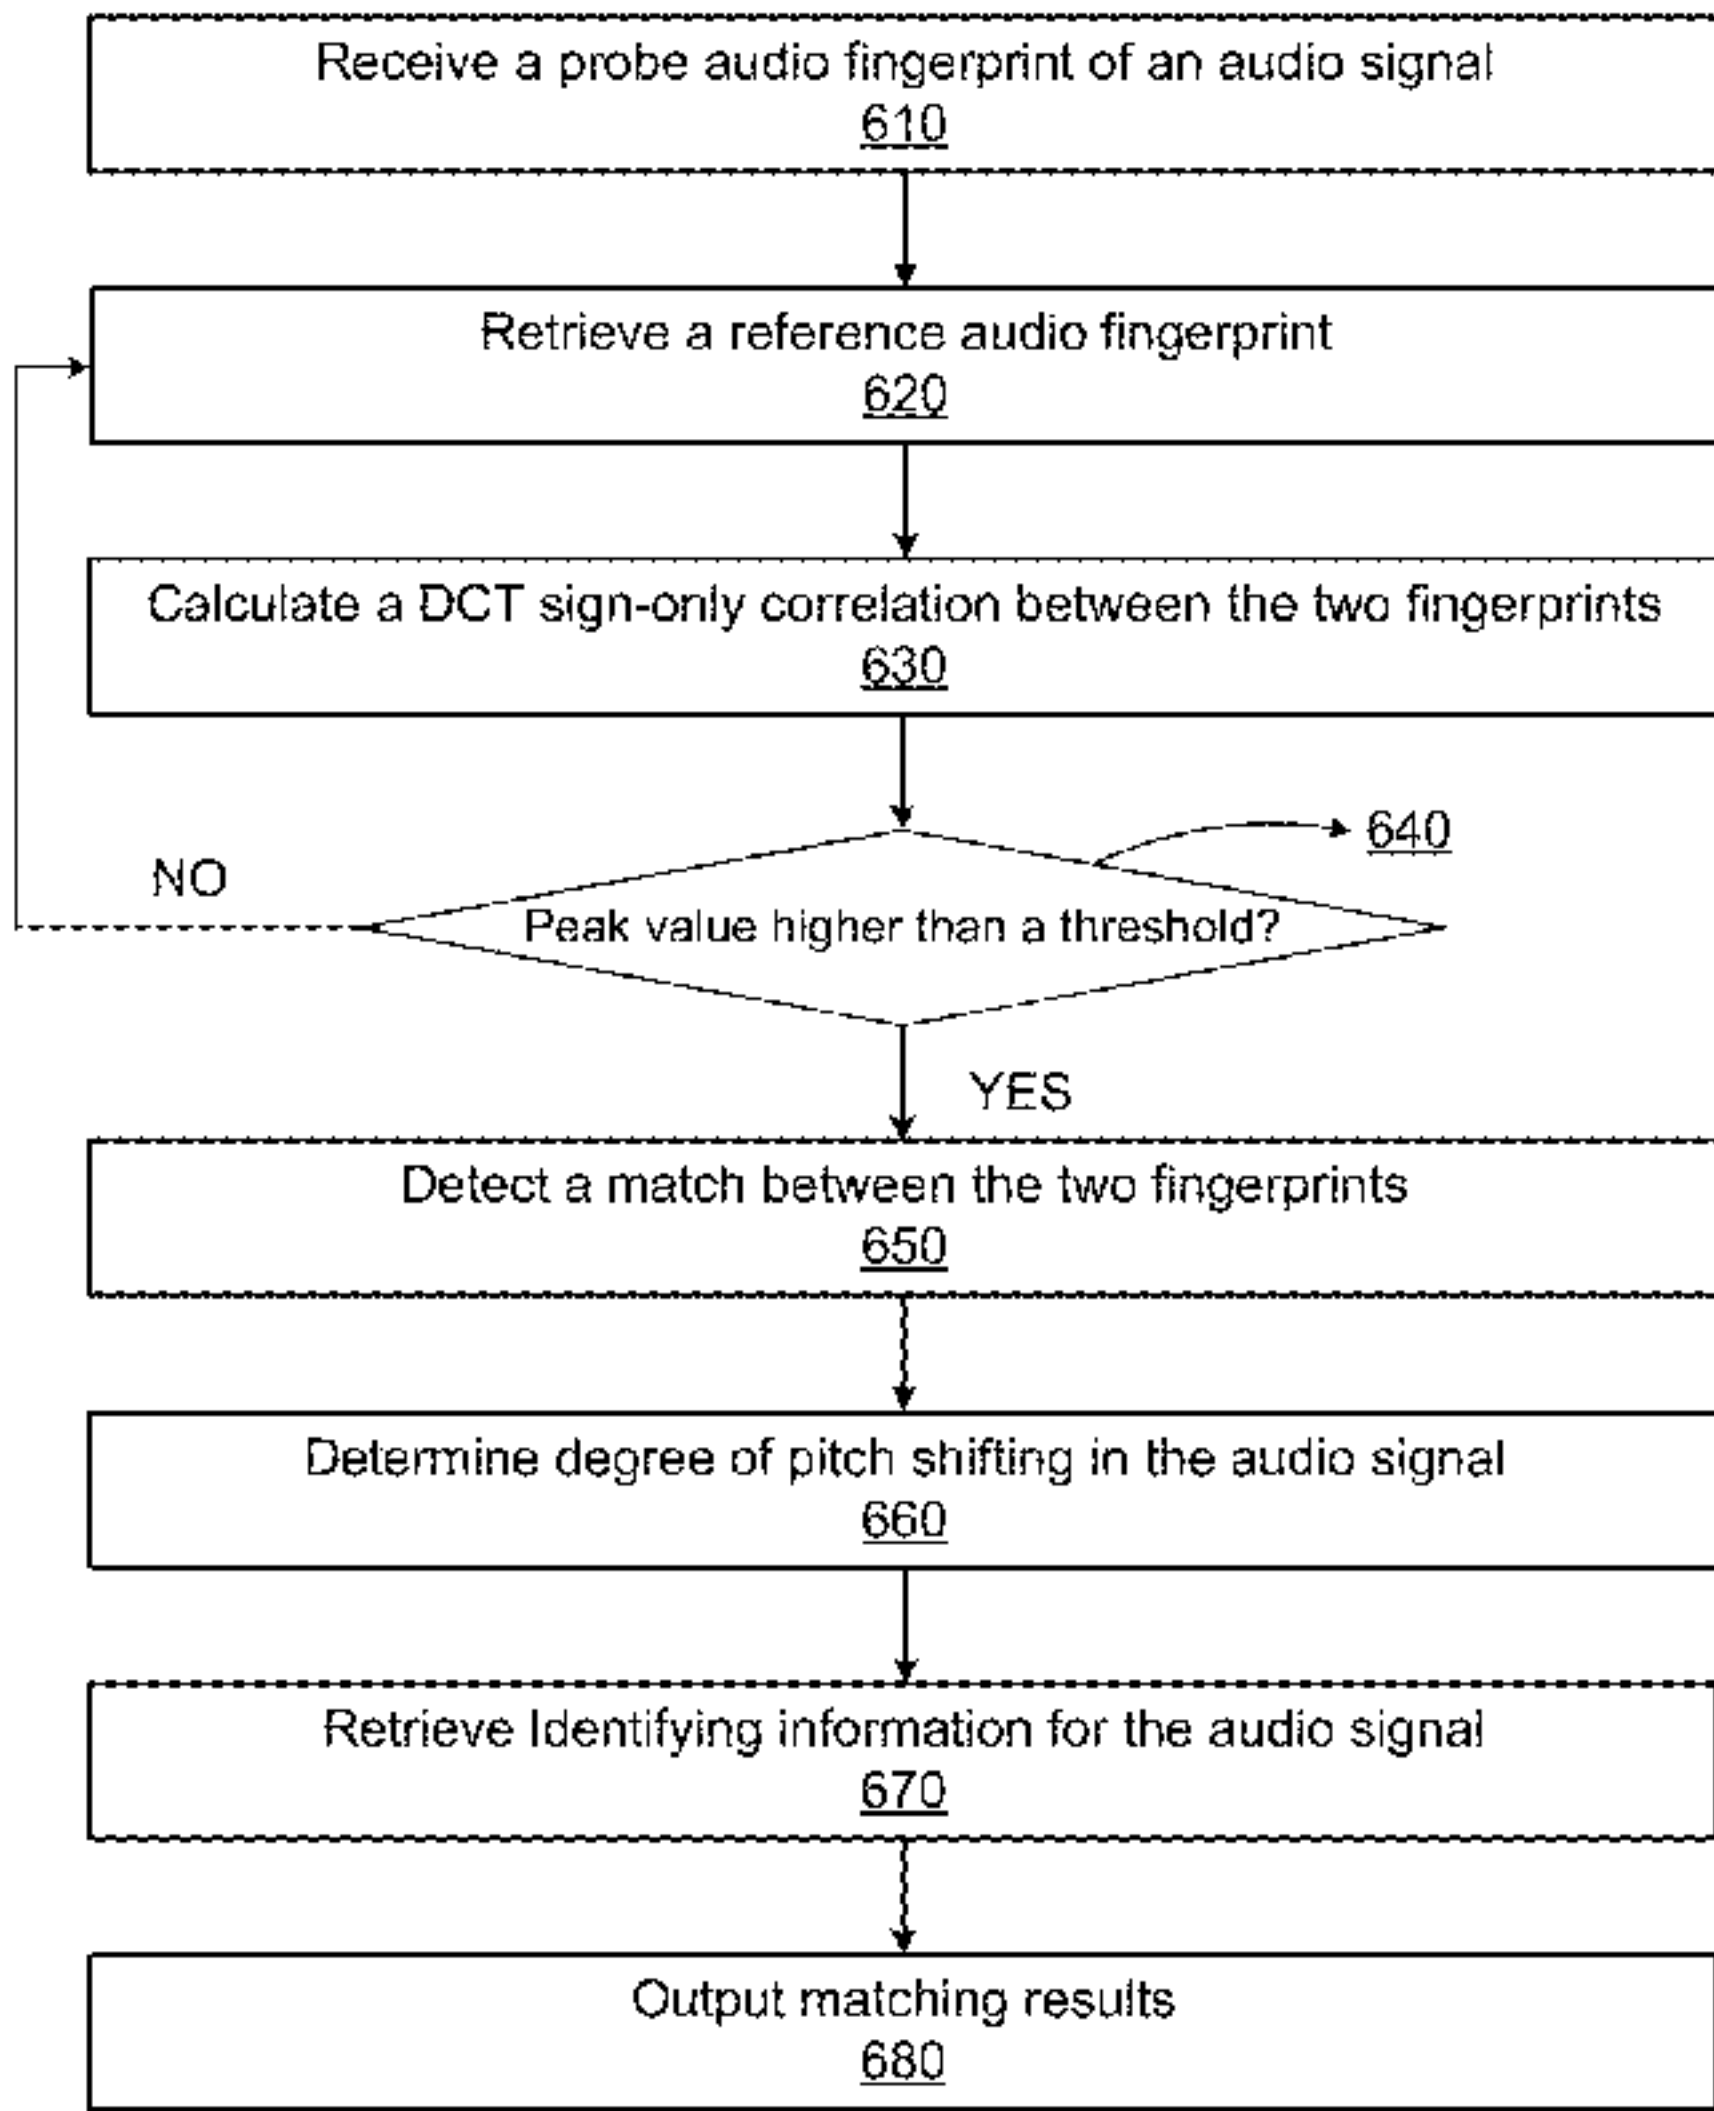 Receive a probe audio fingerprint of an audio signal
610
Retrieve a reference audio fingerprint
620
Calculate a DCT sign-only correlation between the two fingerprints
630
640
NO
Peak value higher than a threshold?
YES
Detect a match between the two fingerprints
650
Determine degree of pitch shifting in the audio signal
660
Retrieve Identifying information for the audio signal
670
Output matching results
680